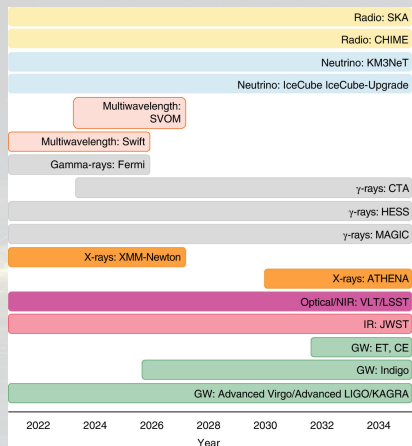 Radio: SKA
Radio: CHIME
Neutrino: KM3NeT
Neutrino: IceCube IceCube-Upgrade
Multiwavelength:
SVOM
Multiwavelength: Swift
Gamma-rays: Fermi
γ-rays: CTA
γ-rays: HESS
γ-rays: MAGIC
X-rays: XMM-Newton
X-rays: ATHENA
Optical/NIR: VLT/LSST
IR: JWST
GW: ET, CE
GW: Indigo
GW: Advanced Virgo/Advanced LIGO/KAGRA
2022 2024 2026 2028 2030 2032 2034
Year